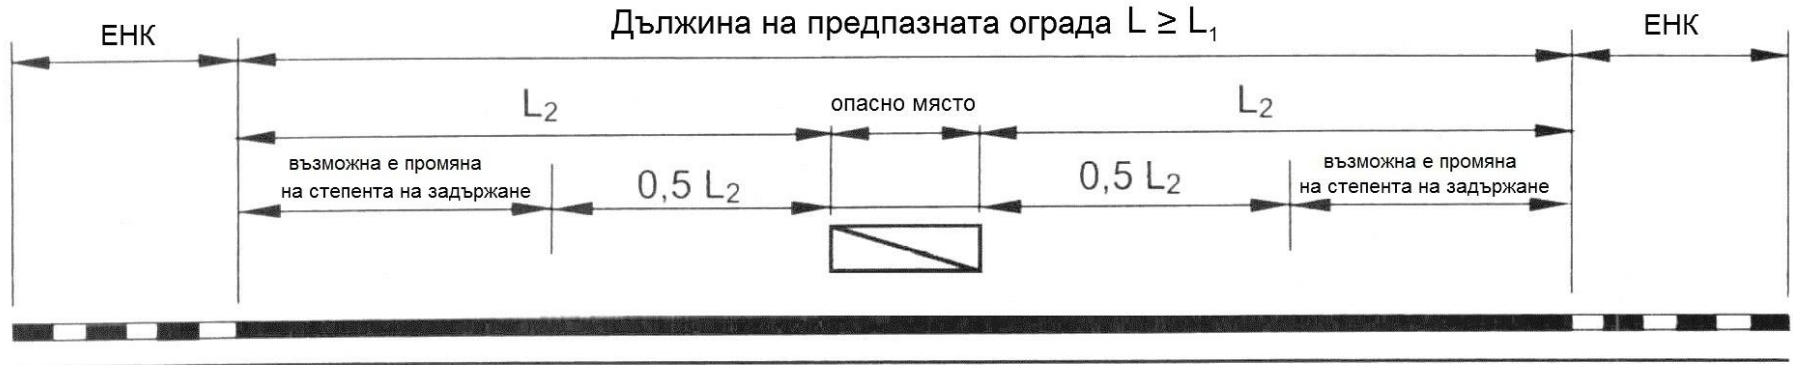 ЕНК
Дължина на предпазната ограда L ≥ L₁
ЕНК
L₂
опасно място
L₂
възможна е промяна
на степента на задържане
0,5 L₂
0,5 L₂
възможна е промяна
на степента на задържане